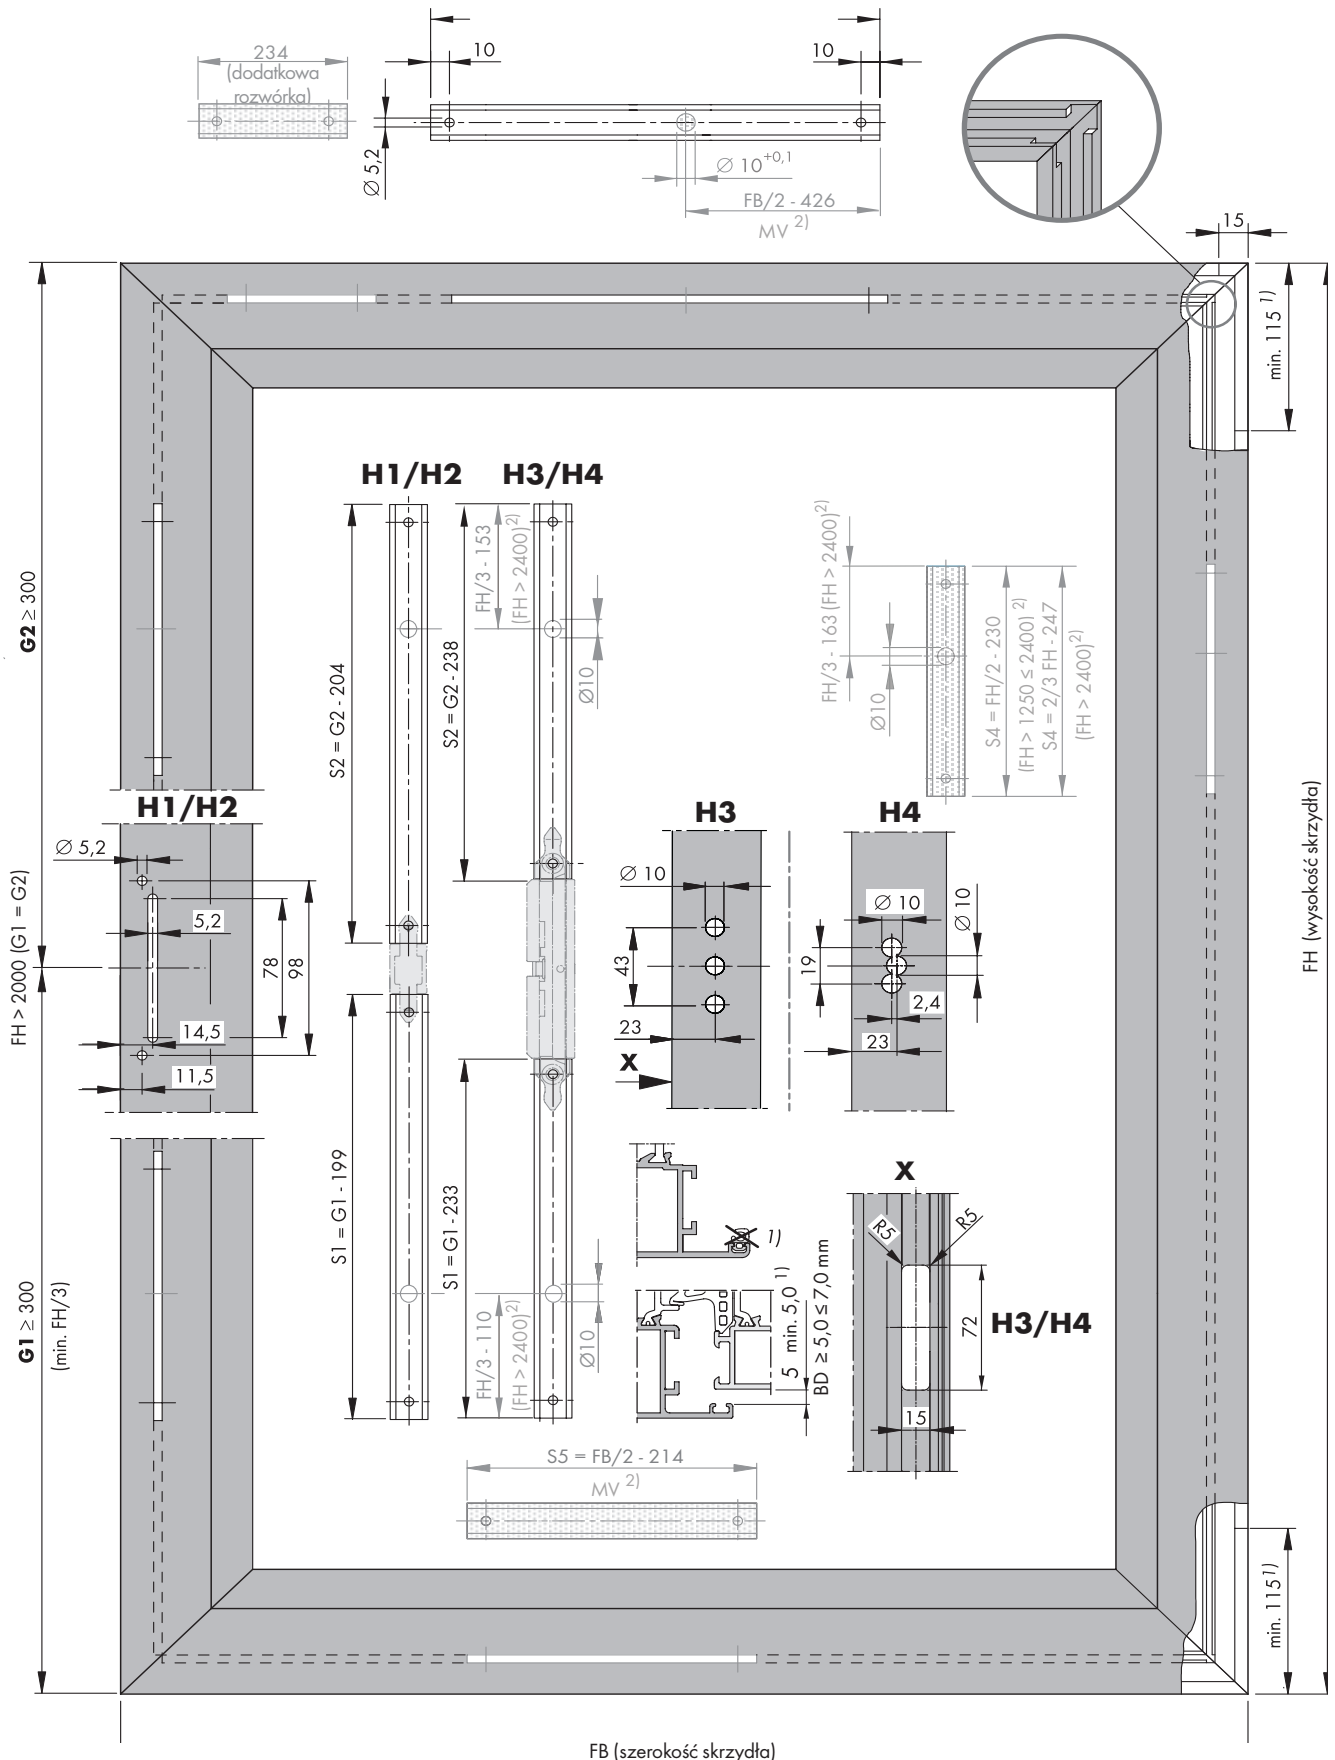 234
(dodatkowa
rozwórka)
10
10
Ø 5,2
Ø 10+0,1
FB/2 - 426
MV 2)
15
min. 115 1)
H1/H2
H3/H4
G2 ≥ 300
S2 = G2 - 204
S2 = G2 - 238
FH/3 - 153
(FH > 2400)2)
Ø10
FH/3 - 163 (FH > 2400)2)
Ø10
S4 = FH/2 - 230
(FH > 1250 ≤ 2400) 2)
S4 = 2/3 FH - 247
(FH > 2400)2)
H1/H2
H3
H4
Ø 5,2
5,2
78
98
14,5
11,5
FH > 2000 (G1 = G2)
Ø 10
43
23
X
Ø 10
Ø 10
19
2,4
23
FH (wysokość skrzydła)
S1 = G1 - 199
S1 = G1 - 233
FH/3 - 110
(FH > 2400)2)
Ø10
G1 ≥ 300
(min. FH/3)
1)
5 min. 5,0 1)
BD ≥ 5,0 ≤ 7,0 mm
X
R5
R5
72
H3/H4
15
S5 = FB/2 - 214
MV 2)
min. 115 1)
FB (szerokość skrzydła)